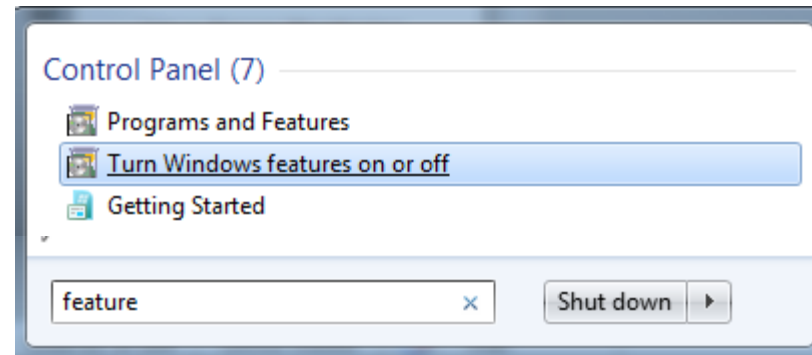 Control Panel (7)
Programs and Features
Turn Windows features on or off
Getting Started
feature
Shut down